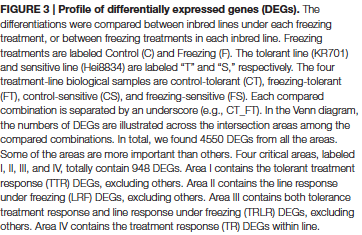 FIGURE 3 | Profile of differentially expressed genes (DEGs). The
differentiations were compared between inbred lines under each freezing
treatment, or between freezing treatments in each inbred line. Freezing
treatments are labeled Control (C) and Freezing (F). The tolerant line (KR701)
and sensitive line (Hei8834) are labeled “T” and “S,” respectively. The four
treatment-line biological samples are control-tolerant (CT), freezing-tolerant
(FT), control-sensitive (CS), and freezing-sensitive (FS). Each compared
combination is separated by an underscore (e.g., CT_FT). In the Venn diagram,
the numbers of DEGs are illustrated across the intersection areas among the
compared combinations. In total, we found 4550 DEGs from all the areas.
Some of the areas are more important than others. Four critical areas, labeled
I, II, III, and IV, totally contain 948 DEGs. Area I contains the tolerant treatment
response (TTR) DEGs, excluding others. Area II contains the line response
under freezing (LRF) DEGs, excluding others. Area III contains both tolerance
treatment response and line response under freezing (TRLR) DEGs, excluding
others. Area IV contains the treatment response (TR) DEGs within line.